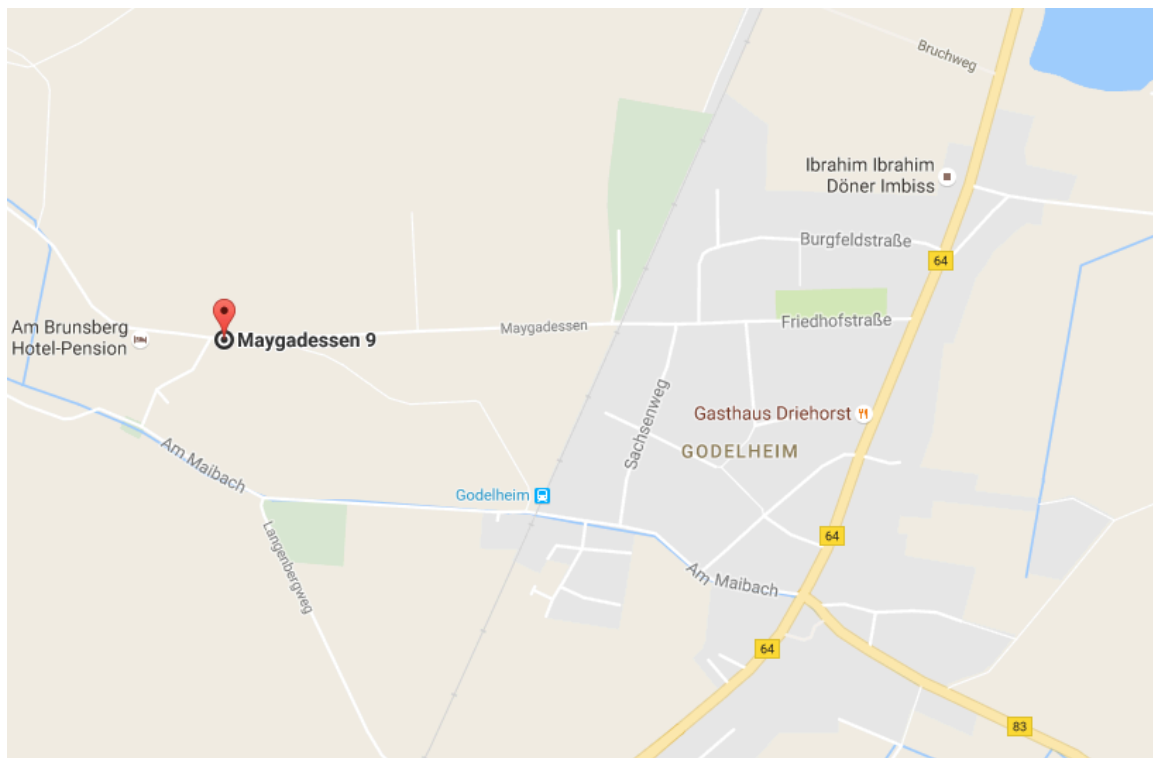 Bruchweg
Ibrahim Ibrahim
Döner Imbiss
Burgfeldstraße
64
Am Brunsberg
Hotel-Pension
Maygadessen 9
Maygadessen
Friedhofstraße
Sachsenweg
Gasthaus Driehorst
GODELHEIM
Am Maibach
Godelheim
Langenbergweg
64
Am Maibach
64
83